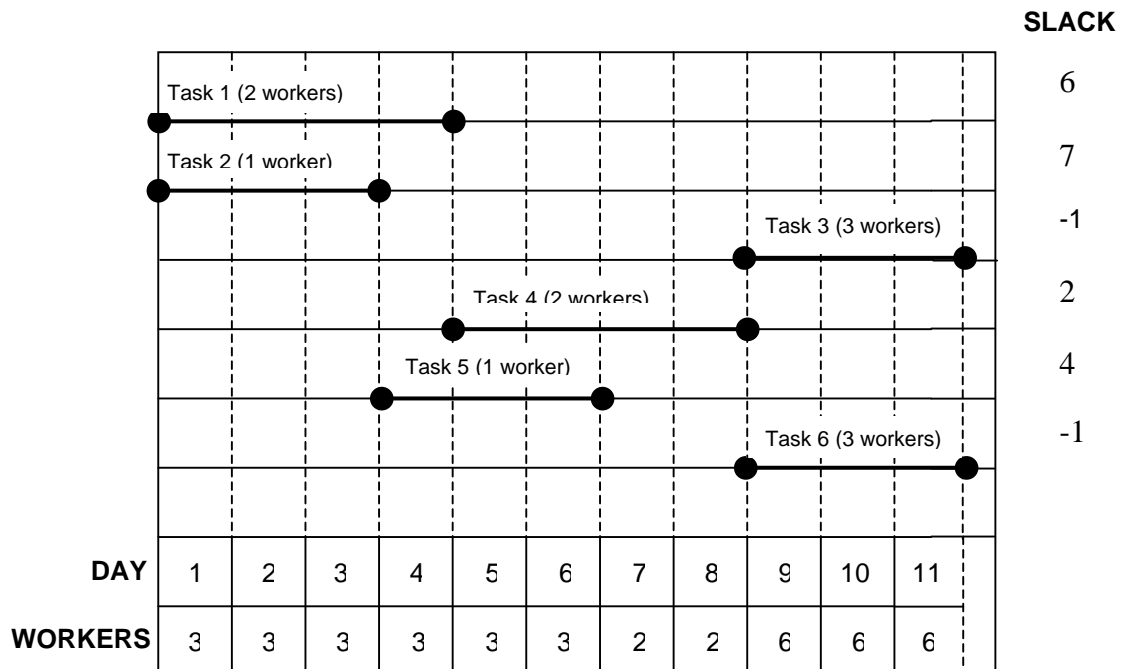 SLACK
6
Task 1 (2 workers)
7
Task 2 (1 worker)
-1
Task 3 (3 workers)
2
Task 4 (2 workers)
4
Task 5 (1 worker)
-1
Task 6 (3 workers)
DAY 1 2 3 4 5 6 7 8 9 10 11
WORKERS 3 3 3 3 3 3 2 2 6 6 6